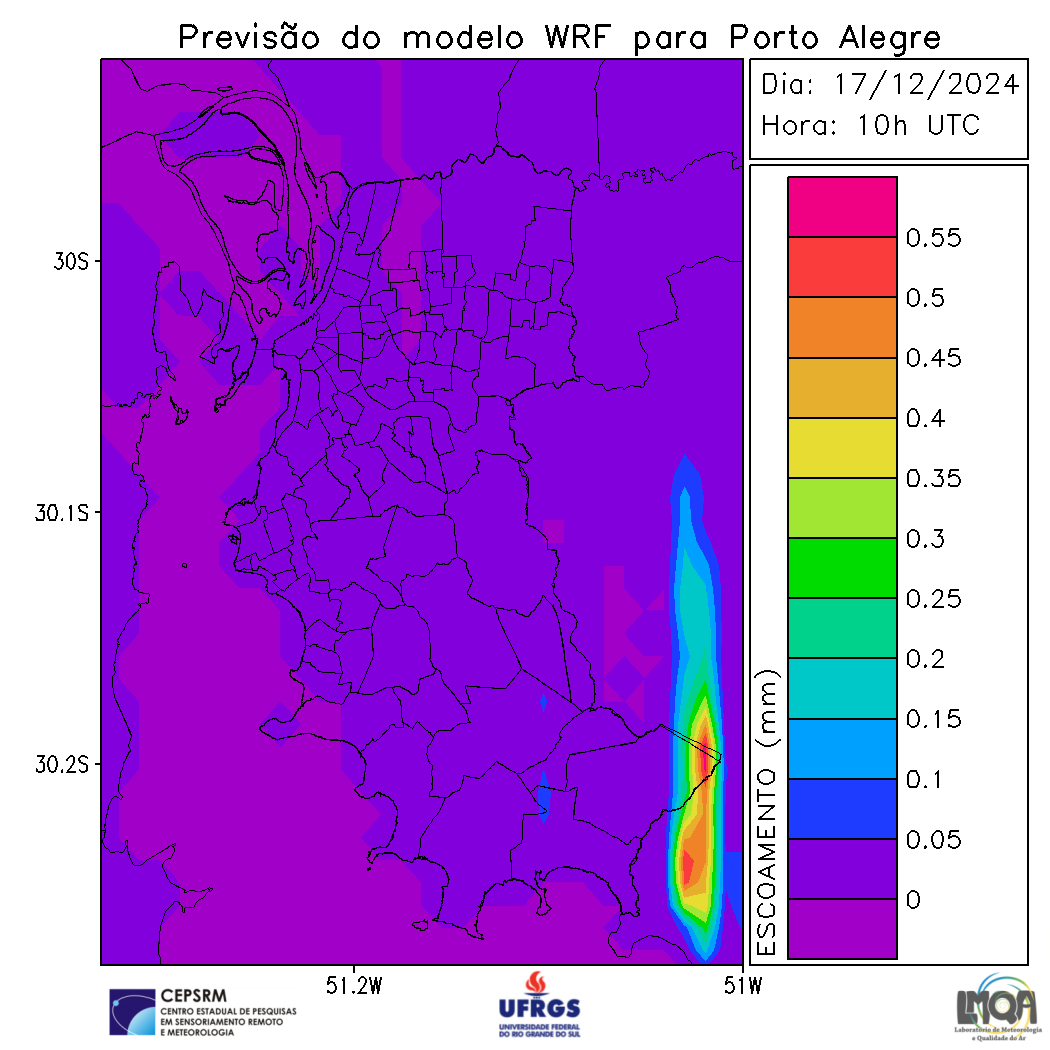 Previsão do modelo WRF para Porto Alegre
Dia: 17/12/2024
Hora: 10h UTC
30S
30.1S
30.2S
51.2W
51W
ESCOAMENTO (mm)
0.55
0.5
0.45
0.4
0.35
0.3
0.25
0.2
0.15
0.1
0.05
0
CEPSRM
CENTRO ESTADUAL DE PESQUISAS
EM SENSORIAMENTO REMOTO
E METEOROLOGIA
UFRGS
UNIVERSIDADE FEDERAL
DO RIO GRANDE DO SUL
LMQA
Laboratório de Meteorologia
e Qualidade do Ar